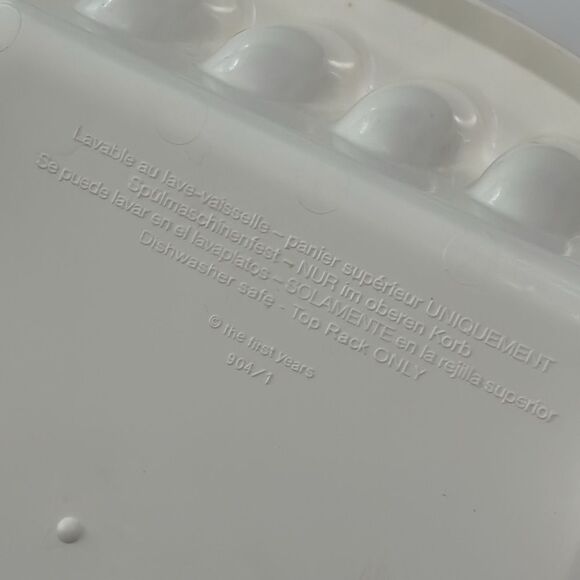 Lavable au lave-vaisselle – panier supérieur UNIQUEMENT
Spülmaschinenfest – NUR im oberen Korb
Se puede lavar en el lavaplatos – SOLAMENTE en la rejilla superior
Dishwasher safe - Top Rack ONLY
© the first years
904/1